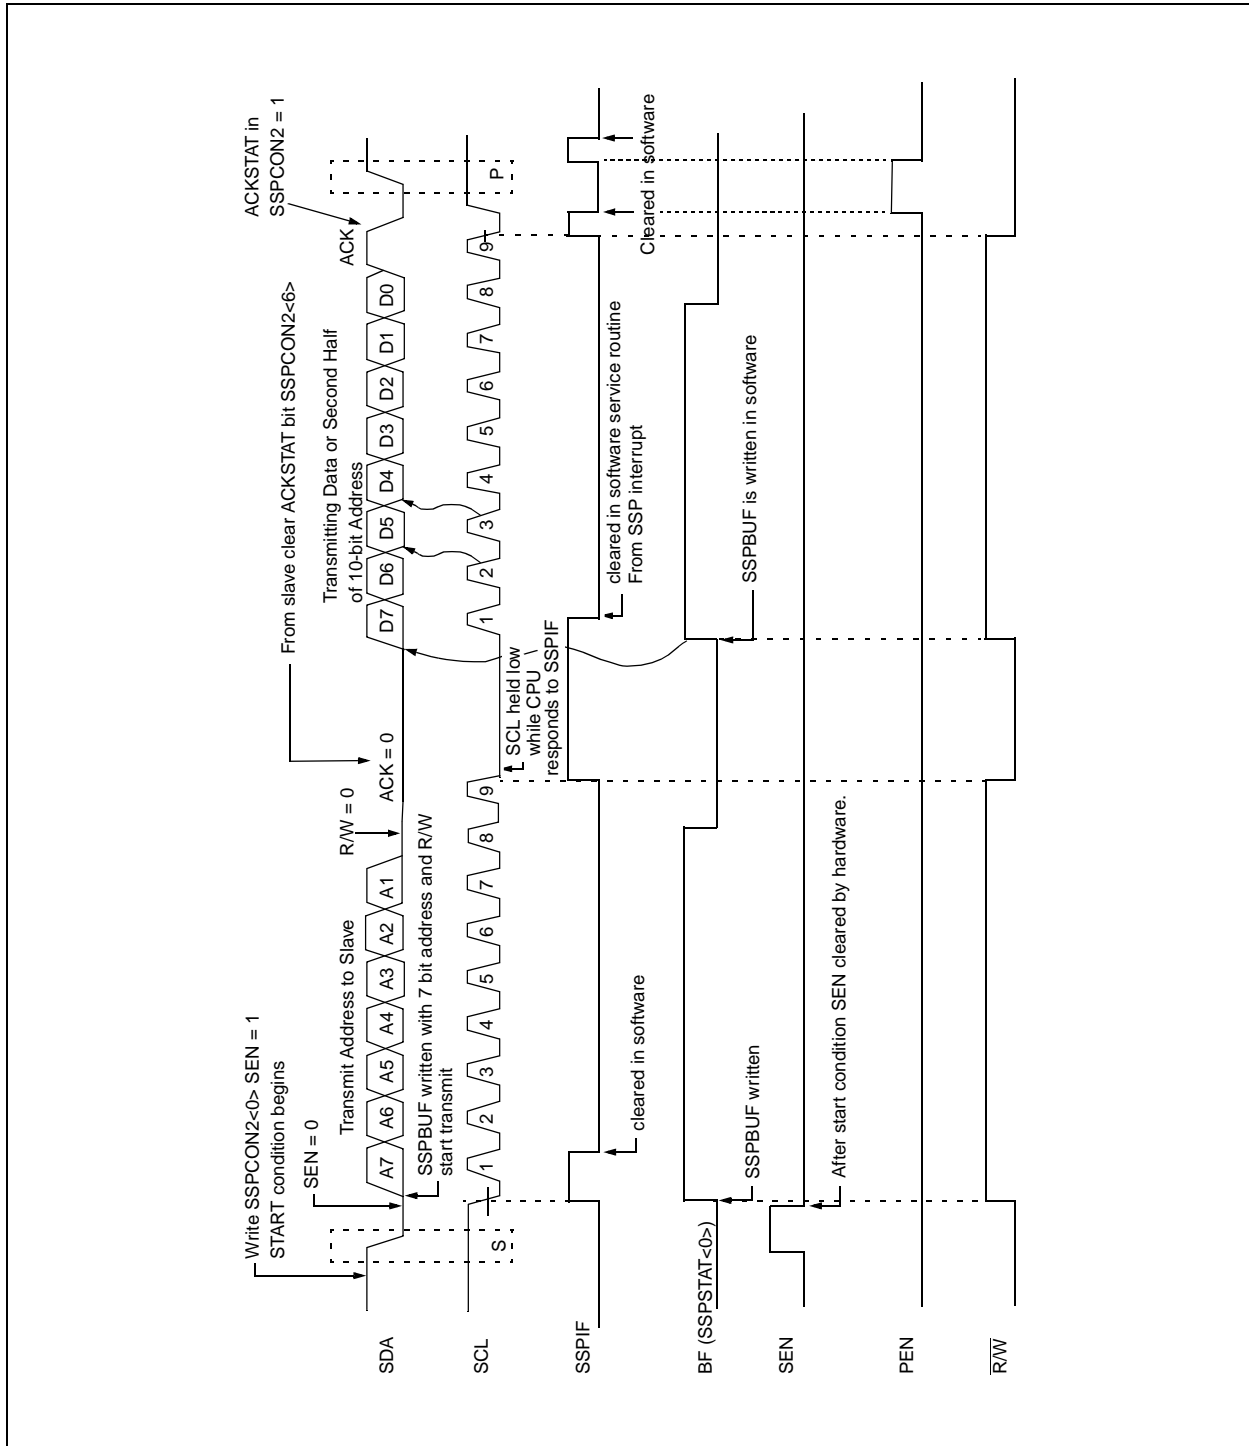 Write SSPCON2<0> SEN = 1
START condition begins
SEN = 0
Transmit Address to Slave
R/W = 0
From slave clear ACKSTAT bit SSPCON2<6>
ACK = 0
Transmitting Data or Second Half
of 10-bit Address
ACKSTAT in
SSPCON2 = 1
ACK
SDA
A7 A6 A5 A4 A3 A2 A1
D7 D6 D5 D4 D3 D2 D1 D0
SSPBUF written with 7 bit address and R/W
start transmit
SCL
S
1 2 3 4 5 6 7 8 9
1 2 3 4 5 6 7 8 9
P
SCL held low
while CPU
responds to SSPIF
SSPIF
cleared in software
cleared in software service routine
From SSP interrupt
Cleared in software
Cleared in software
BF (SSPSTAT<0>)
SSPBUF written
SSPBUF is written in software
SEN
After start condition SEN cleared by hardware.
PEN
R/W